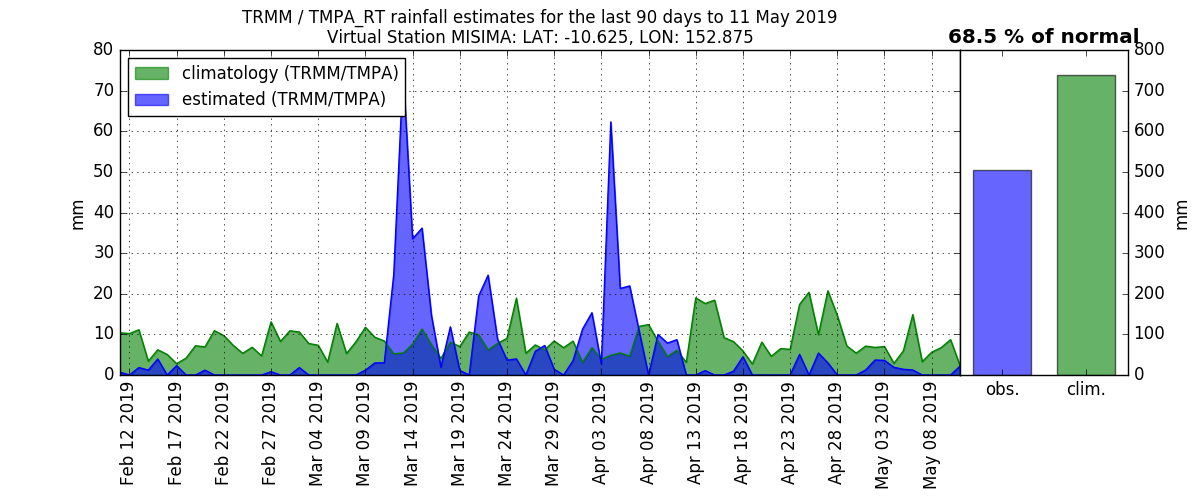 TRMM / TMPA_RT rainfall estimates for the last 90 days to 11 May 2019
Virtual Station MISIMA: LAT: -10.625, LON: 152.875
68.5 % of normal
climatology (TRMM/TMPA)
estimated (TRMM/TMPA)
80
70
60
50
40
30
20
10
0
mm
Feb 12 2019
Feb 17 2019
Feb 22 2019
Feb 27 2019
Mar 04 2019
Mar 09 2019
Mar 14 2019
Mar 19 2019
Mar 24 2019
Mar 29 2019
Apr 03 2019
Apr 08 2019
Apr 13 2019
Apr 18 2019
Apr 23 2019
Apr 28 2019
May 03 2019
May 08 2019
800
700
600
500
400
300
200
100
0
mm
obs.
clim.